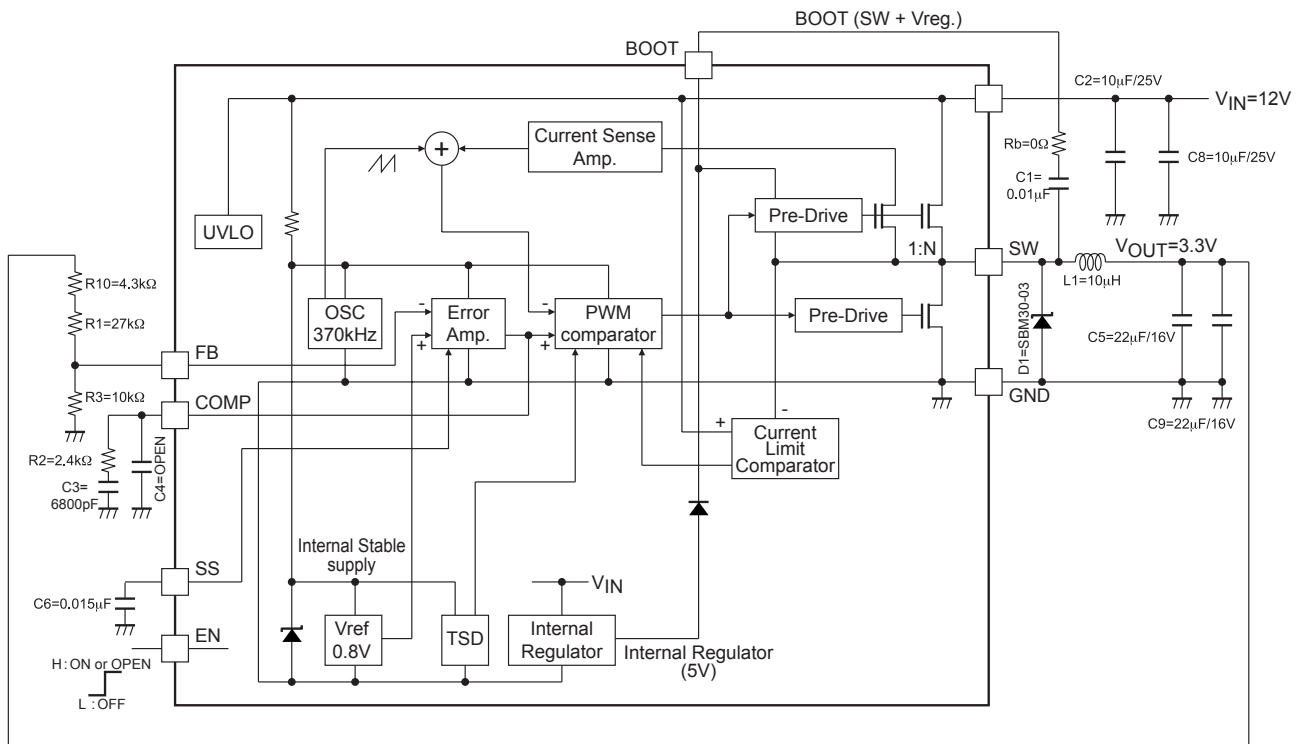 BOOT (SW + Vreg.)
BOOT
C2=10μF/25V
VIN=12V
Current Sense
Amp.
+
Rb=0Ω
C8=10μF/25V
C1=
0.01μF
Pre-Drive
UVLO
1:N
SW
VOUT=3.3V
L1=10μH
R10=4.3kΩ
OSC
370kHz
-
Error
Amp.
+
-
PWM
comparator
+
Pre-Drive
D1=SBM30-03
C5=22μF/16V
R1=27kΩ
FB
GND
R3=10kΩ
COMP
C9=22μF/16V
-
+
Current
Limit
Comparator
R2=2.4kΩ
C4=OPEN
C3=
6800pF
Internal Stable
supply
SS
VIN
C6=0.015μF
Vref
0.8V
TSD
Internal
Regulator
Internal Regulator
(5V)
EN
H : ON or OPEN
L : OFF